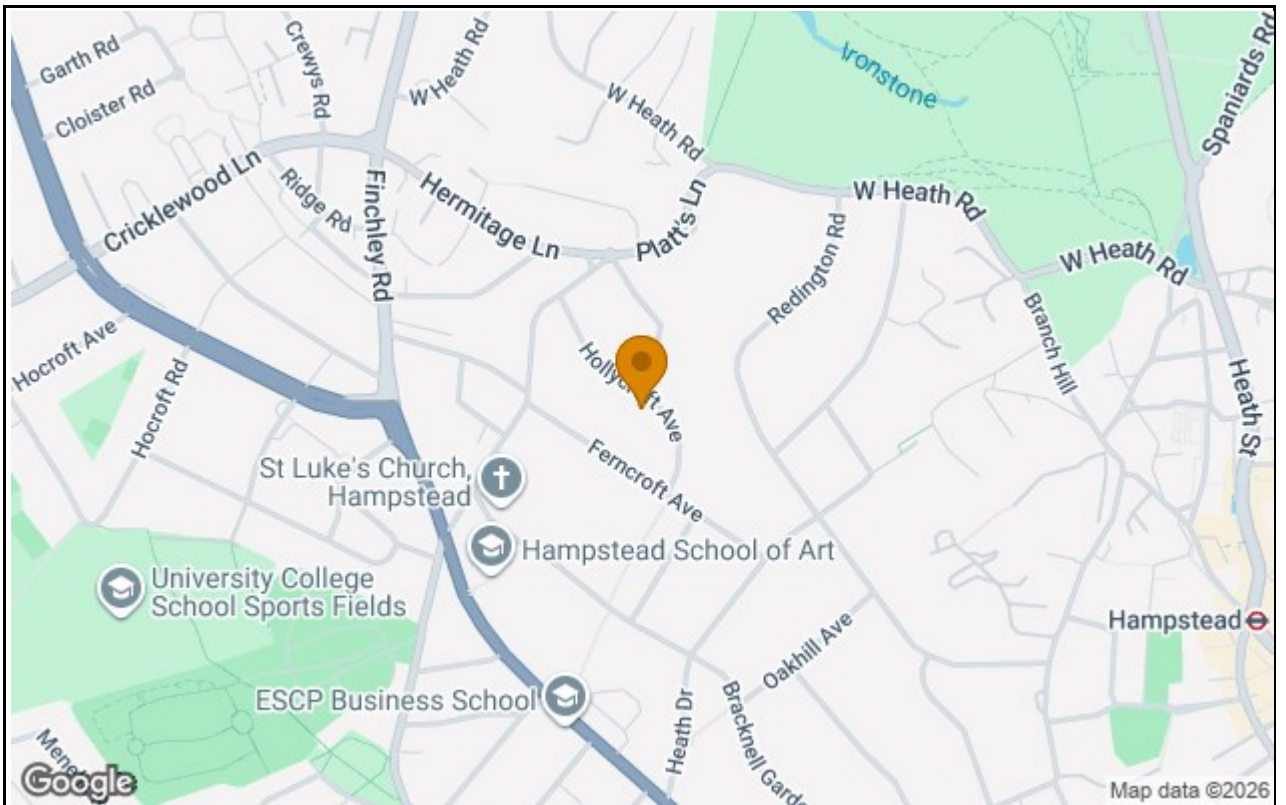 Garth Rd
Crewys Rd
W Heath Rd
Ironstone
Spaniards Rd
Cloister Rd
W Heath Rd
Cricklewood Ln
Ridge Rd
Finchley Rd
Hermitage Ln
Platt's Ln
W Heath Rd
Redington Rd
W Heath Rd
Branch Hill
Hocroft Ave
Hocroft Rd
Heath St
St Luke's Church,
Hampstead
Ferncroft Ave
Hampstead School of Art
University College
School Sports Fields
Hampstead
Oakhill Ave
ESCP Business School
Heath Dr
Google
Map data ©2026